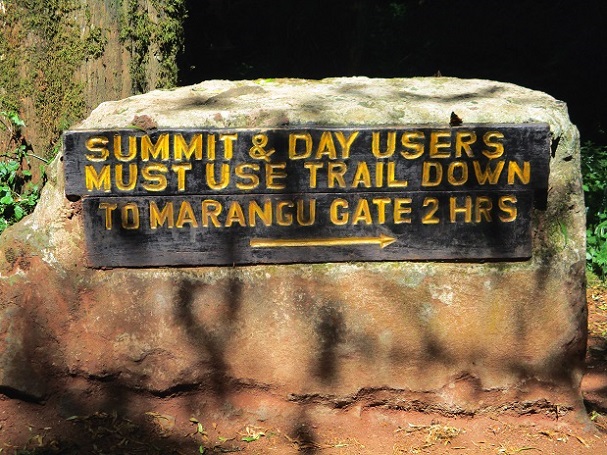 SUMMIT & DAY USERS
MUST USE TRAIL DOWN
TO MARANGU GATE 2 HRS